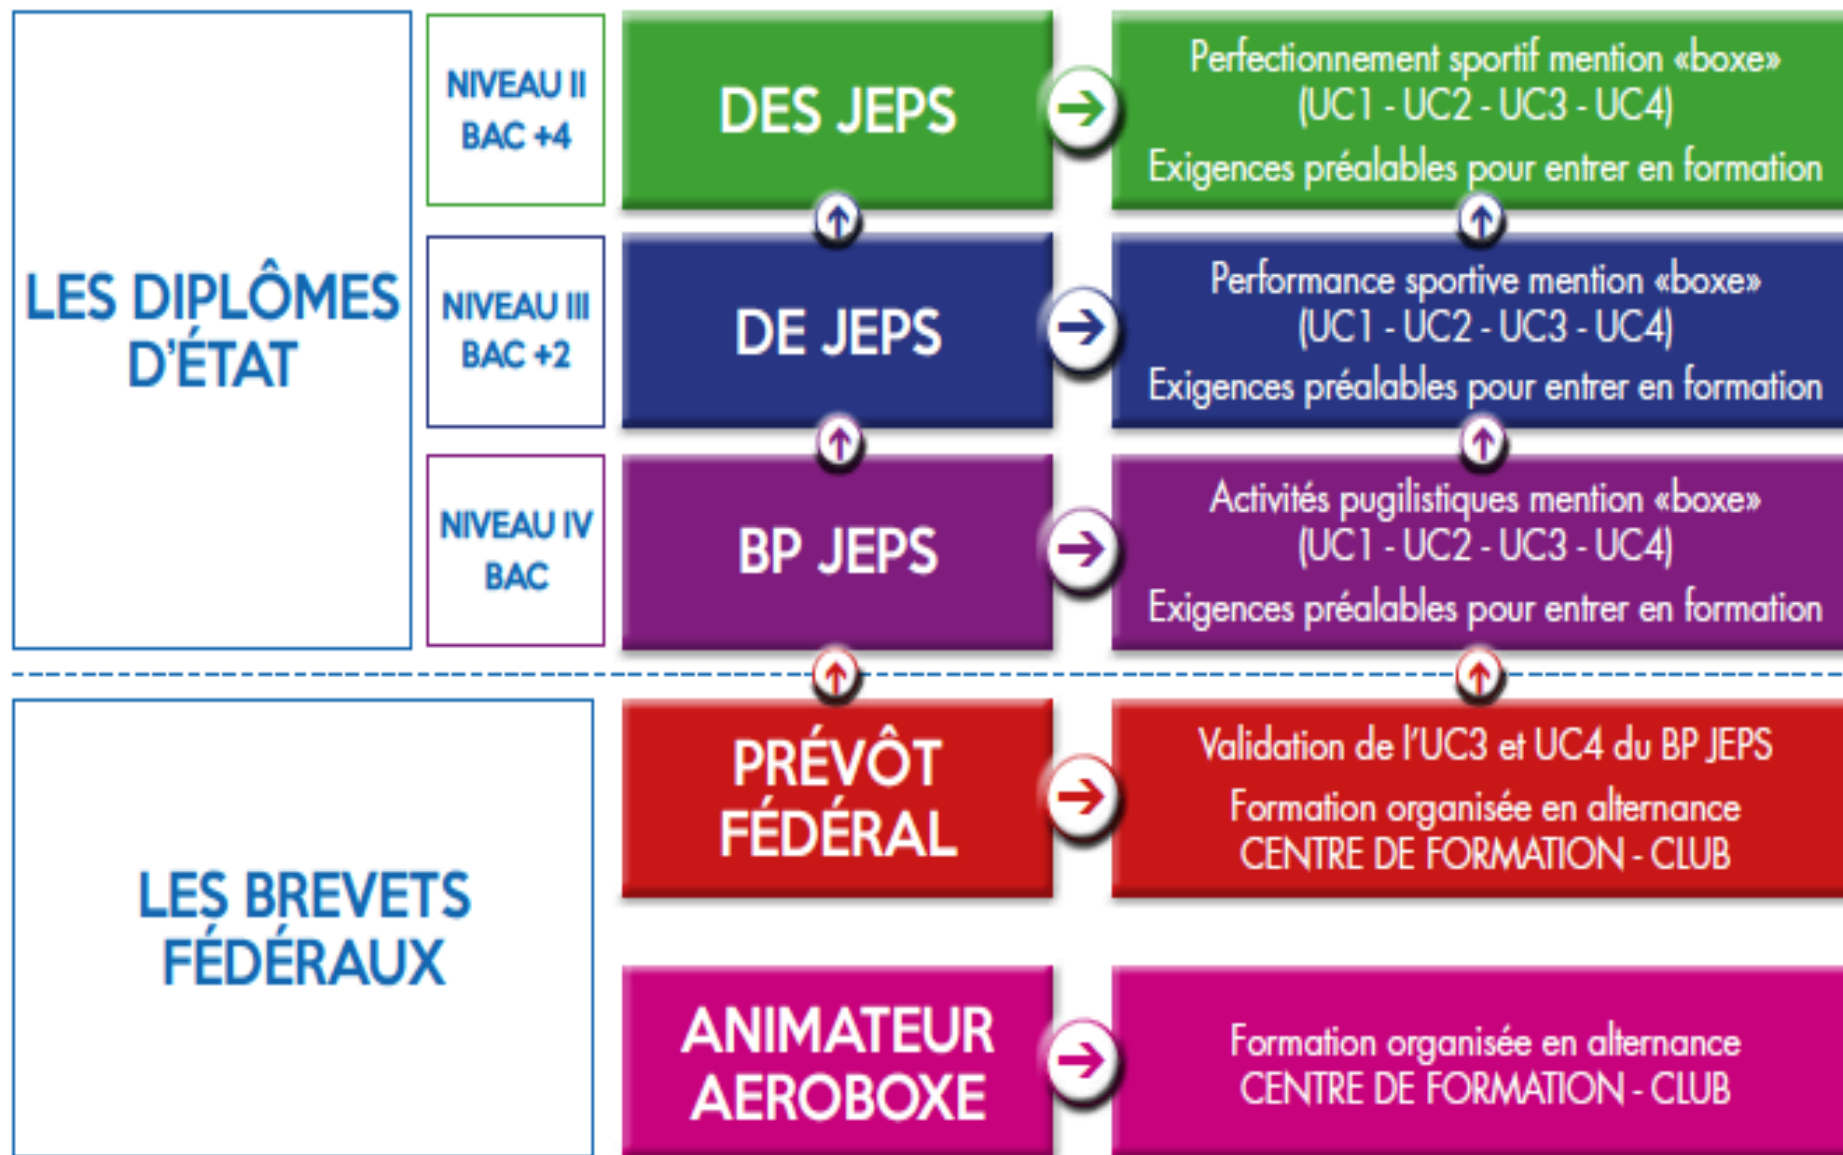 LES DIPLÔMES
D'ÉTAT
NIVEAU II
BAC +4
DES JEPS
Perfectionnement sportif mention «boxe»
(UC1 - UC2 - UC3 - UC4)
Exigences préalables pour entrer en formation
NIVEAU III
BAC +2
DE JEPS
Performance sportive mention «boxe»
(UC1 - UC2 - UC3 - UC4)
Exigences préalables pour entrer en formation
NIVEAU IV
BAC
BP JEPS
Activités pugilistiques mention «boxe»
(UC1 - UC2 - UC3 - UC4)
Exigences préalables pour entrer en formation
LES BREVETS
FÉDÉRAUX
PRÉVÔT
FÉDÉRAL
Validation de l'UC3 et UC4 du BP JEPS
Formation organisée en alternance
CENTRE DE FORMATION - CLUB
ANIMATEUR
AEROBOXE
Formation organisée en alternance
CENTRE DE FORMATION - CLUB